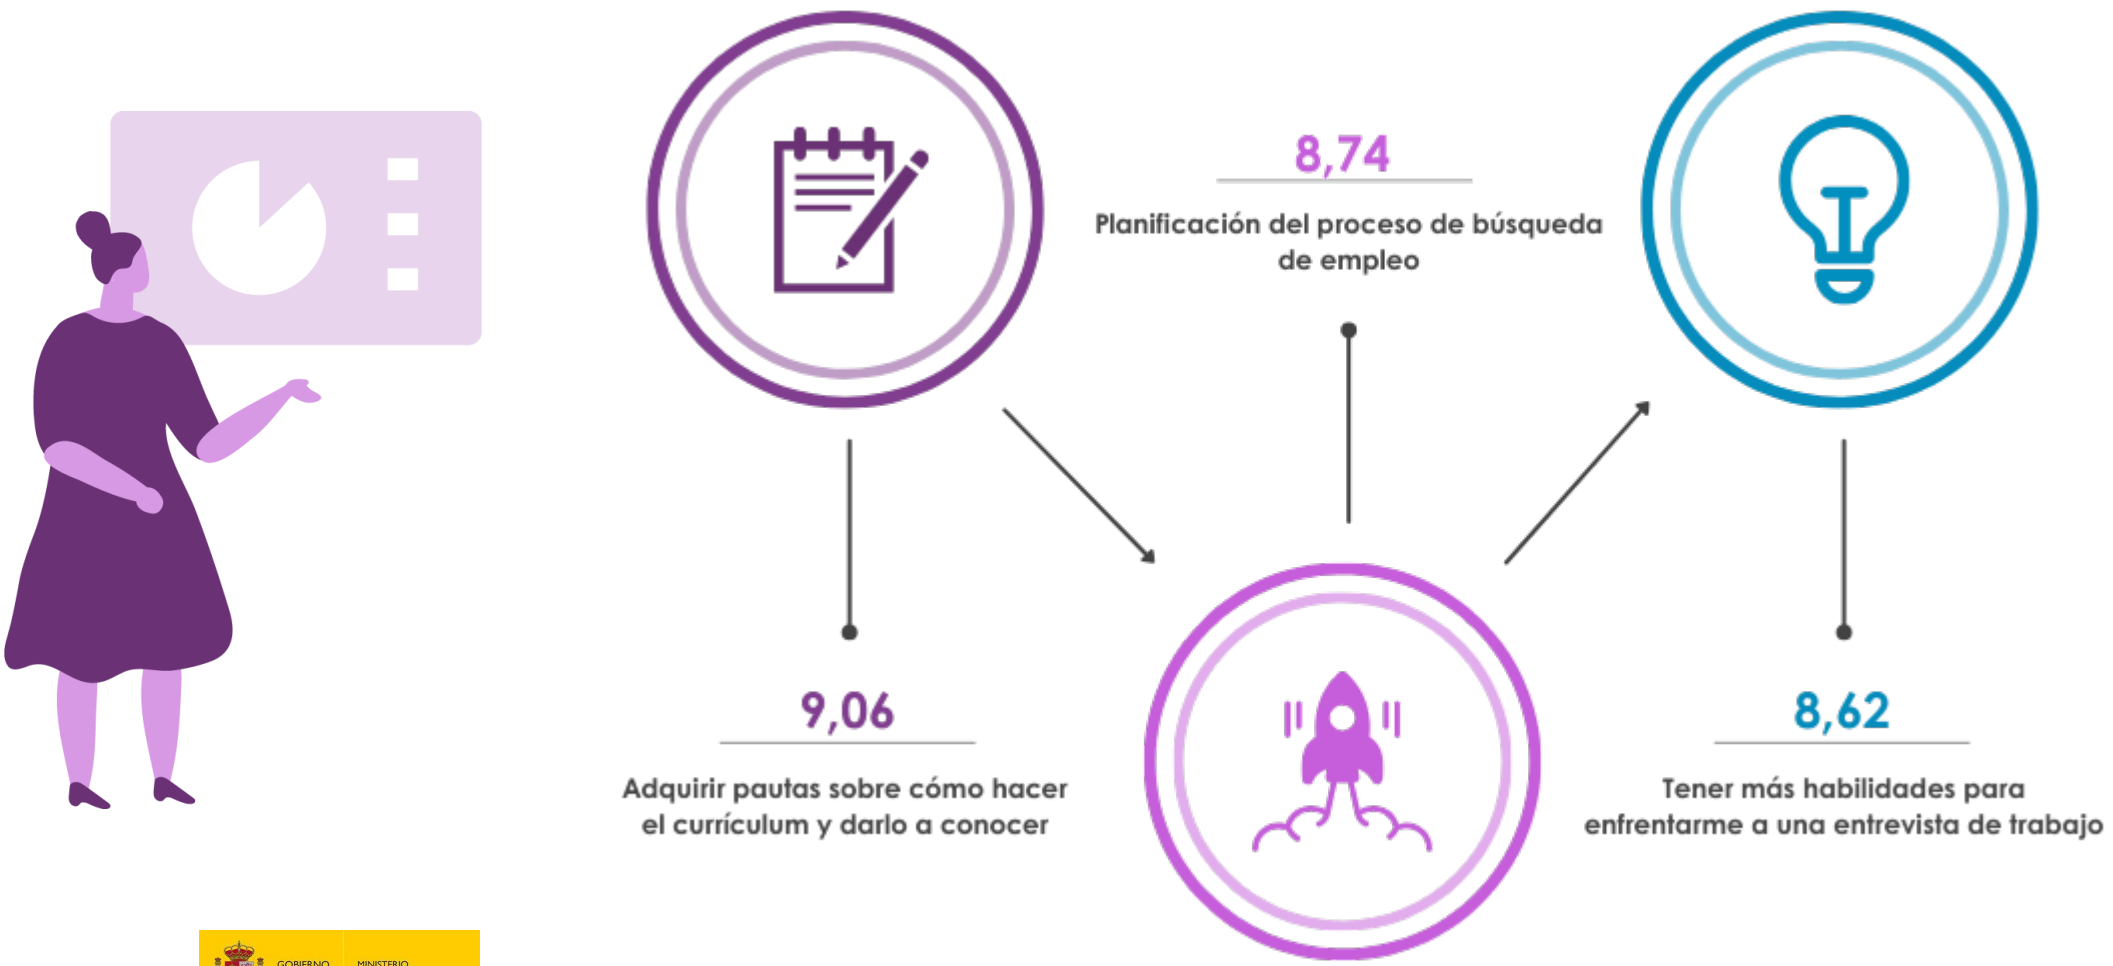 8,74
Planificación del proceso de búsqueda
de empleo
9,06
Adquirir pautas sobre cómo hacer
el currículum y darlo a conocer
8,62
Tener más habilidades para
enfrentarme a una entrevista de trabajo
GOBIERNO MINISTERIO